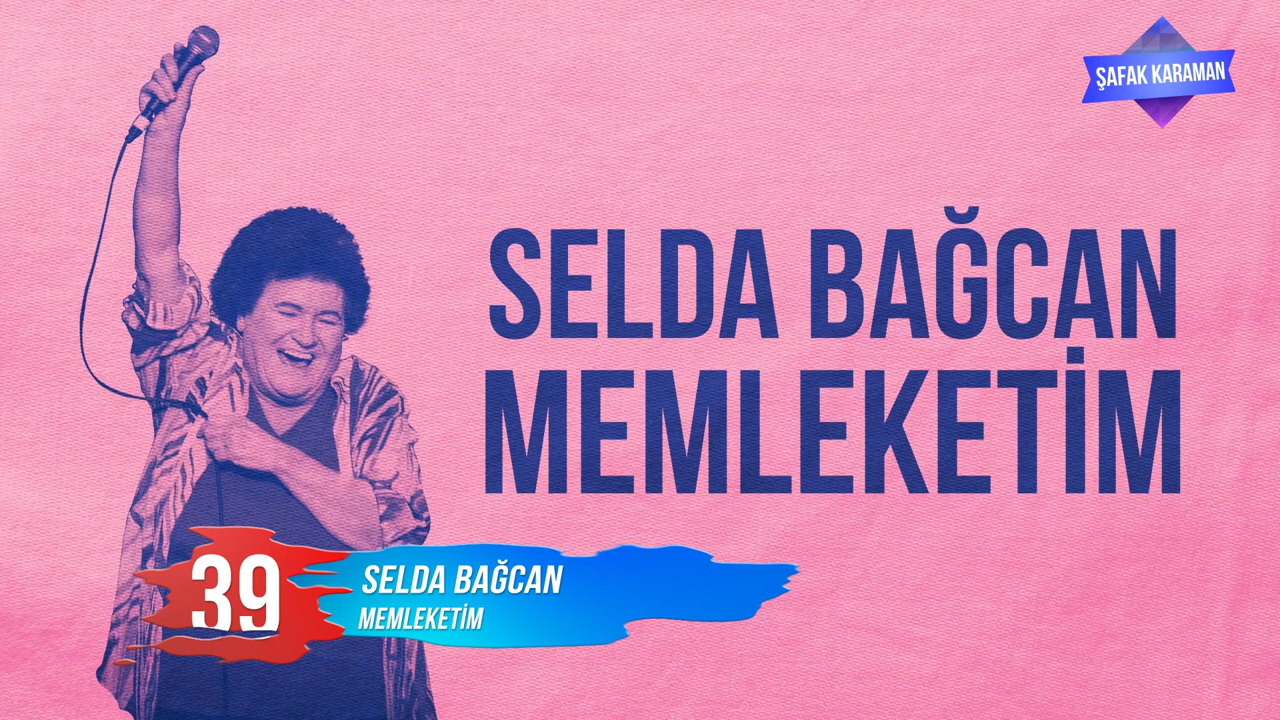 ŞAFAK KARAMAN
SELDA BAĞCAN
MEMLEKETİM
39
SELDA BAĞCAN
MEMLEKETİM